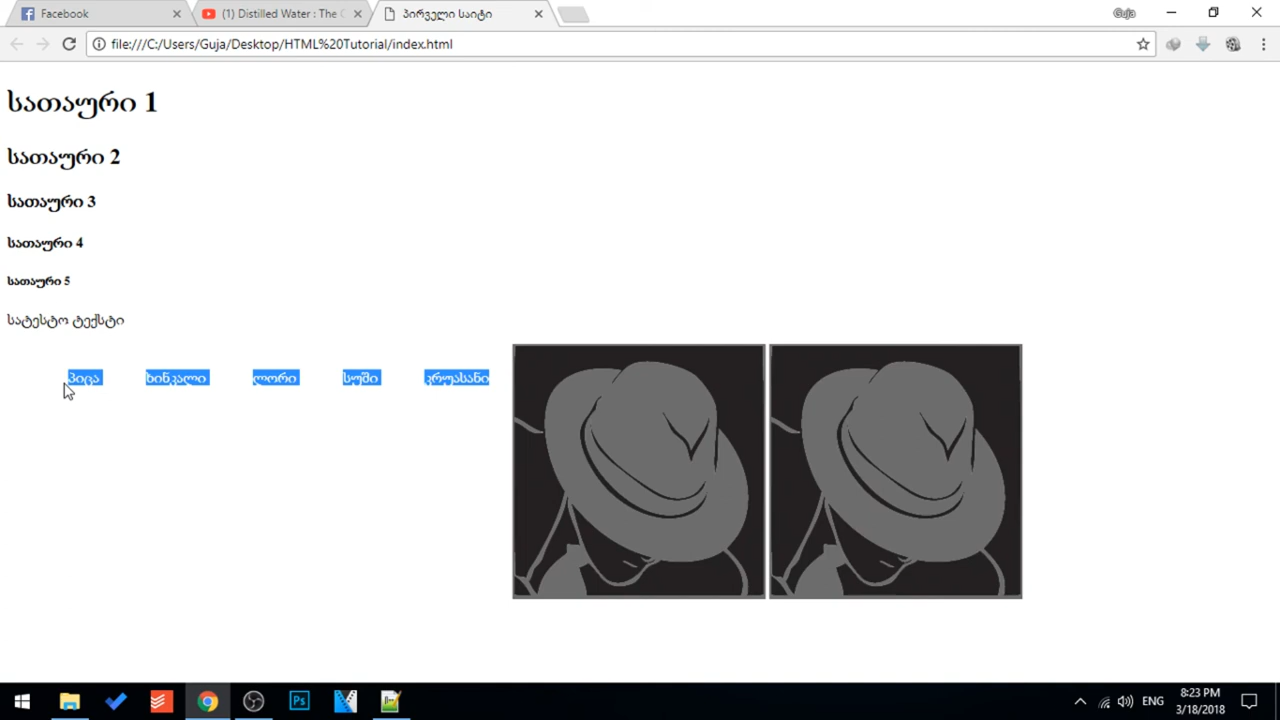 Facebook
(1) Distilled Water : The
პირველი საიტი
Guja
file:///C:/Users/Guja/Desktop/HTML%20Tutorial/index.html
სათაური 1
სათაური 2
სათაური 3
სათაური 4
სათაური 5
სატესტო ტექსტი
პიცა ხინკალი ლორი სუში კრუასანი
Ps
ENG
8:23 PM
3/18/2018